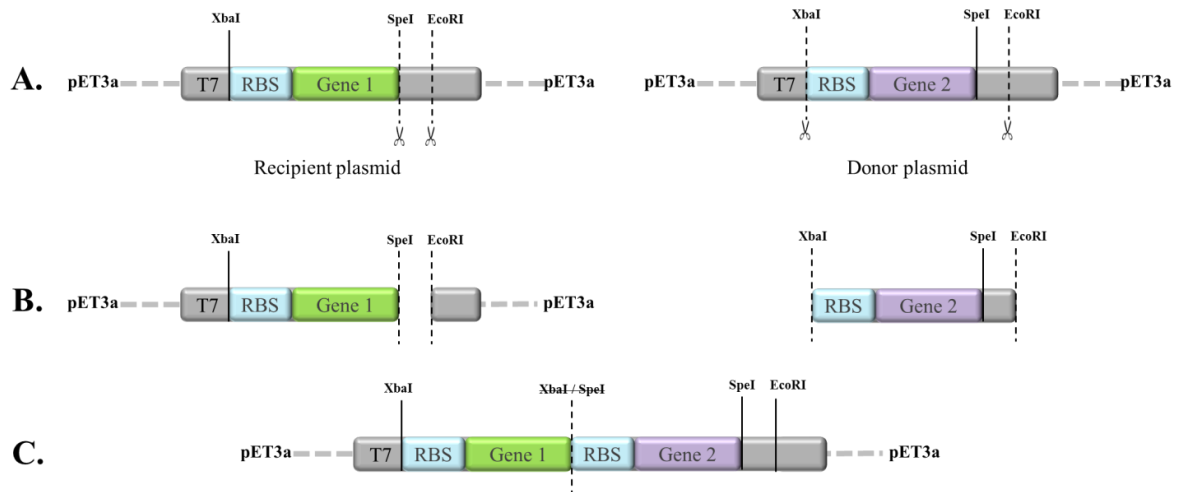 XbaI SpeI EcoRI XbaI SpeI EcoRI
A. pET3a T7 RBS Gene 1 pET3a pET3a T7 RBS Gene 2 pET3a
Recipient plasmid Donor plasmid
XbaI SpeI EcoRI XbaI SpeI EcoRI
B. pET3a T7 RBS Gene 1 pET3a RBS Gene 2
XbaI XbaI / SpeI SpeI EcoRI
C. pET3a T7 RBS Gene 1 RBS Gene 2 pET3a